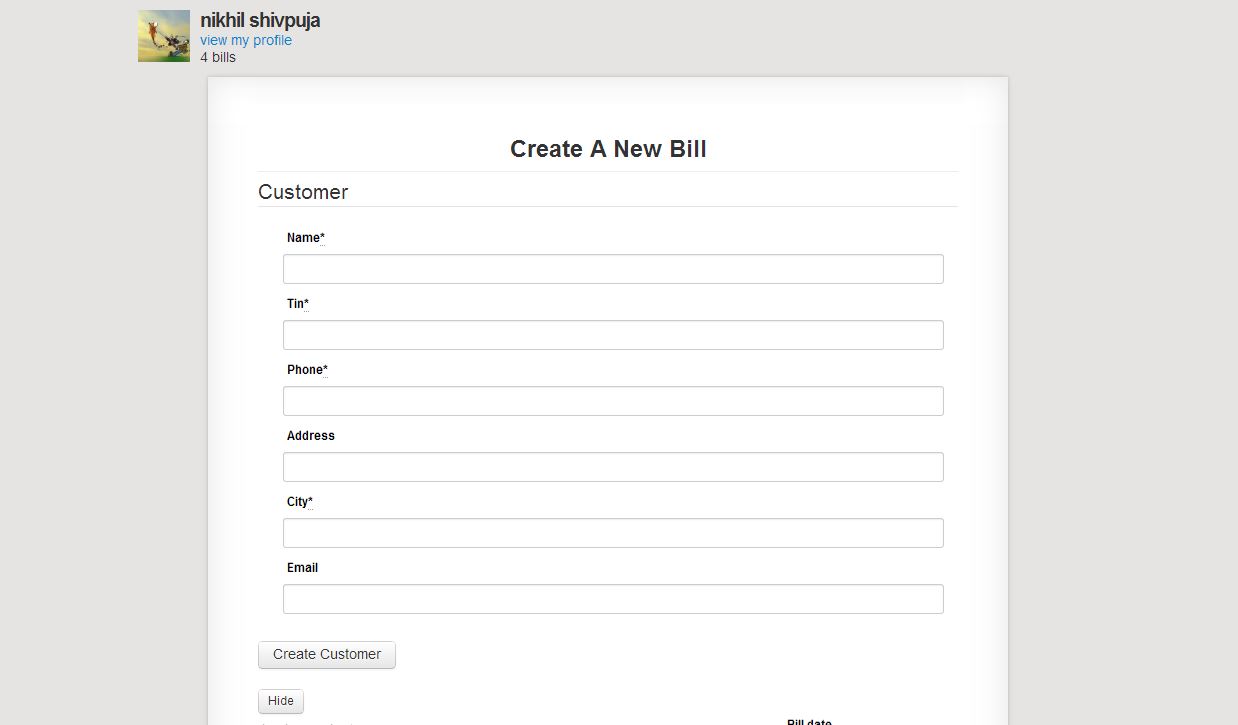 nikhil shivpuja
view my profile
4 bills
Create A New Bill
Customer
Name*
Tin*
Phone*
Address
City*
Email
Create Customer
Hide
Bill date